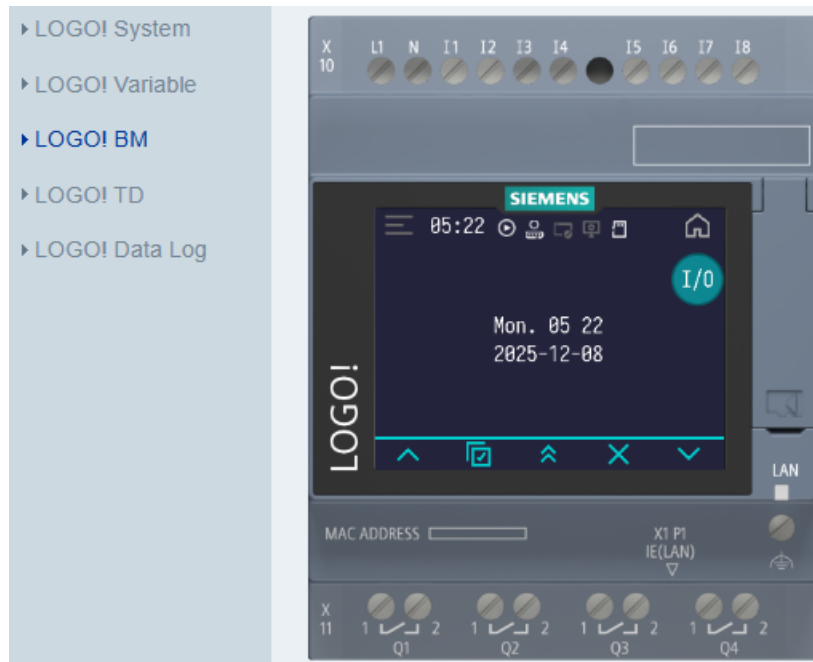 LOGO! System
LOGO! Variable
LOGO! BM
LOGO! TD
LOGO! Data Log
X
10
L1 N I1 I2 I3 I4 I5 I6 I7 I8
SIEMENS
05:22
I/0
Mon. 05 22
2025-12-08
LOGO!
LAN
MAC ADDRESS
X1 P1
IE(LAN)
X
11
1 2 1 2 1 2 1 2
Q1 Q2 Q3 Q4